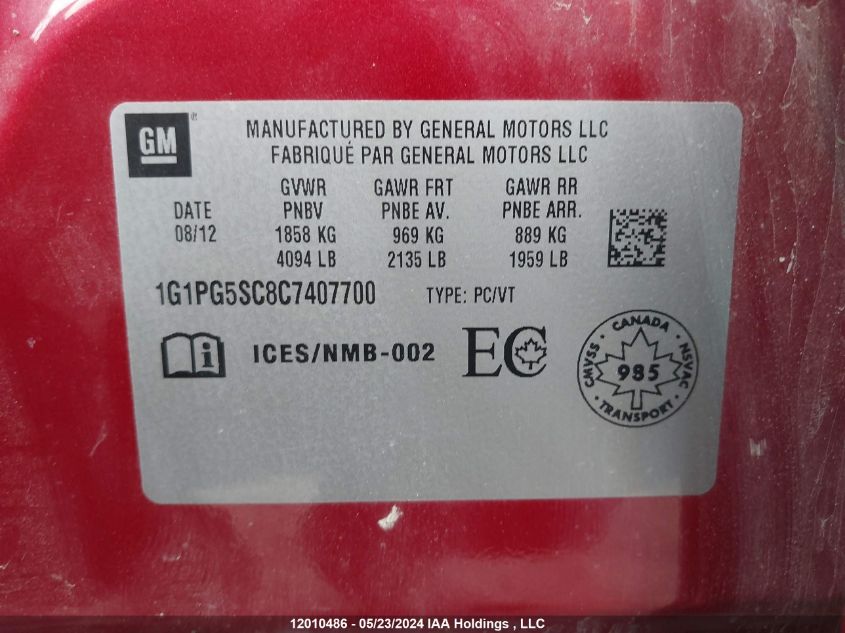 GM
MANUFACTURED BY GENERAL MOTORS LLC
FABRIQUÉ PAR GENERAL MOTORS LLC
DATE
08/12
GVWR
PNBV
1858 KG
4094 LB
GAWR FRT
PNBE AV.
969 KG
2135 LB
GAWR RR
PNBE ARR.
889 KG
1959 LB
1G1PG5SC8C7407700 TYPE: PC/VT
i ICES/NMB-002 EC
CANADA
CMVSS 985 NSVAC
TRANSPORT
12010486 - 05/23/2024 IAA Holdings , LLC